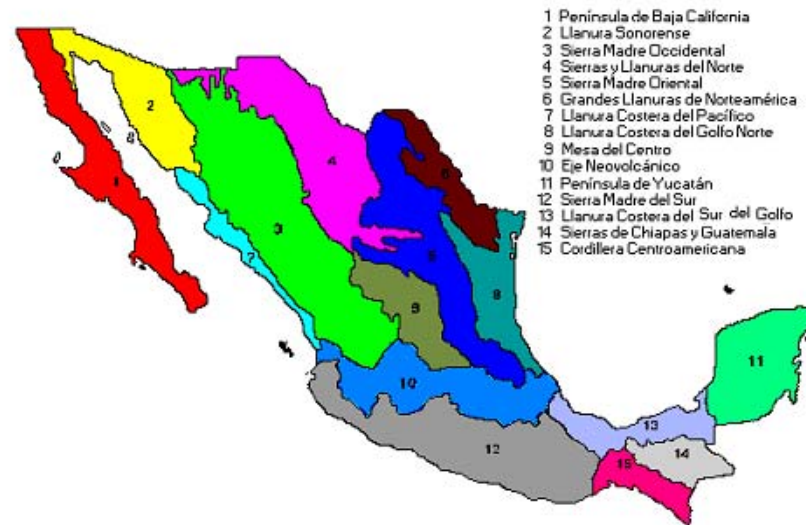 1 Península de Baja California
2 Llanura Sonorense
3 Sierra Madre Occidental
4 Sierras y Llanuras del Norte
5 Sierra Madre Oriental
6 Grandes Llanuras de Norteamérica
7 Llanura Costera del Pacífico
8 Llanura Costera del Golfo Norte
9 Mesa del Centro
10 Eje Neovolcánico
11 Península de Yucatán
12 Sierra Madre del Sur
13 Llanura Costera del Sur del Golfo
14 Sierras de Chiapas y Guatemala
15 Cordillera Centroamericana
2
4
6
1
3
7
5
8
9
11
10
13
12
14
15